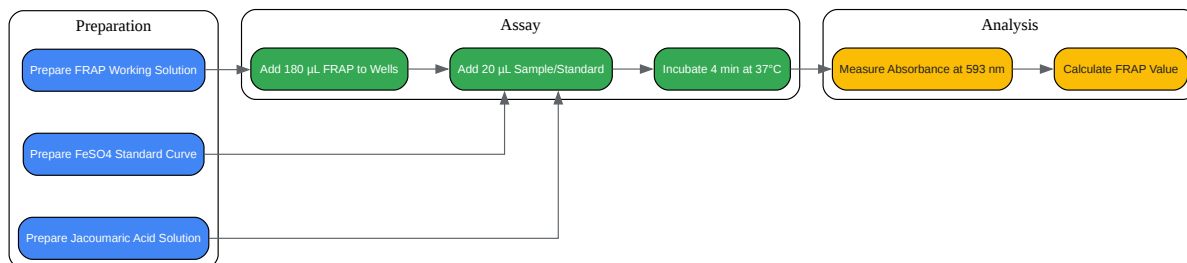 Preparation
Prepare FRAP Working Solution
Prepare FeSO4 Standard Curve
Prepare Jacoumaric Acid Solution
Assay
Add 180 µL FRAP to Wells
Add 20 µL Sample/Standard
Incubate 4 min at 37°C
Analysis
Measure Absorbance at 593 nm
Calculate FRAP Value